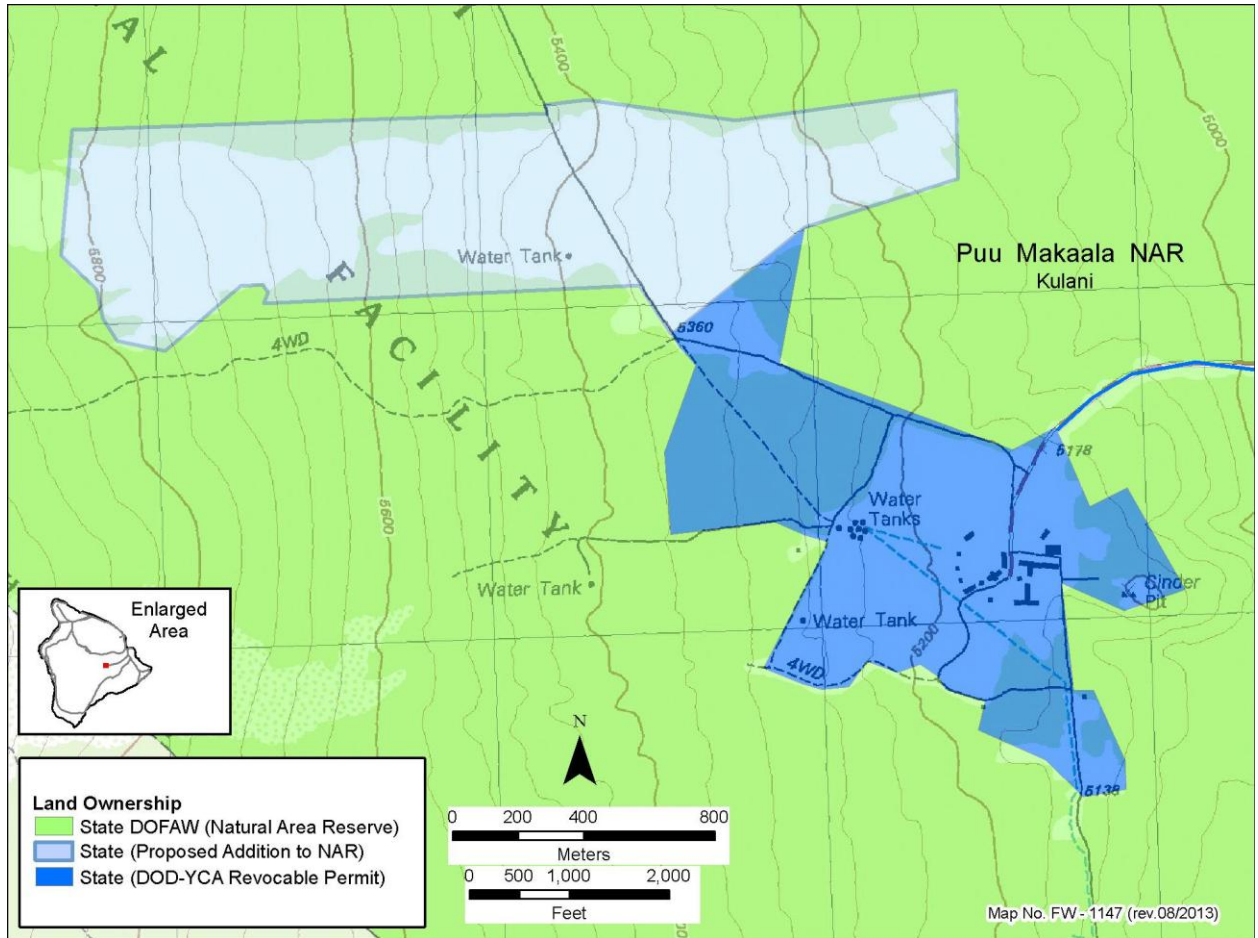 A L
I
5400
5000
Water Tank
5800
F A C I L I T Y
Puu Makaala NAR
Kulani
5360
4WD
5178
5600
Water
Tanks
Cinder
Pit
Water Tank
Water Tank
5200
4WD
5138
Enlarged
Area
N
Land Ownership
State DOFAW (Natural Area Reserve)
State (Proposed Addition to NAR)
State (DOD-YCA Revocable Permit)
0 200 400 800
Meters
0 500 1,000 2,000
Feet
Map No. FW - 1147 (rev.08/2013)